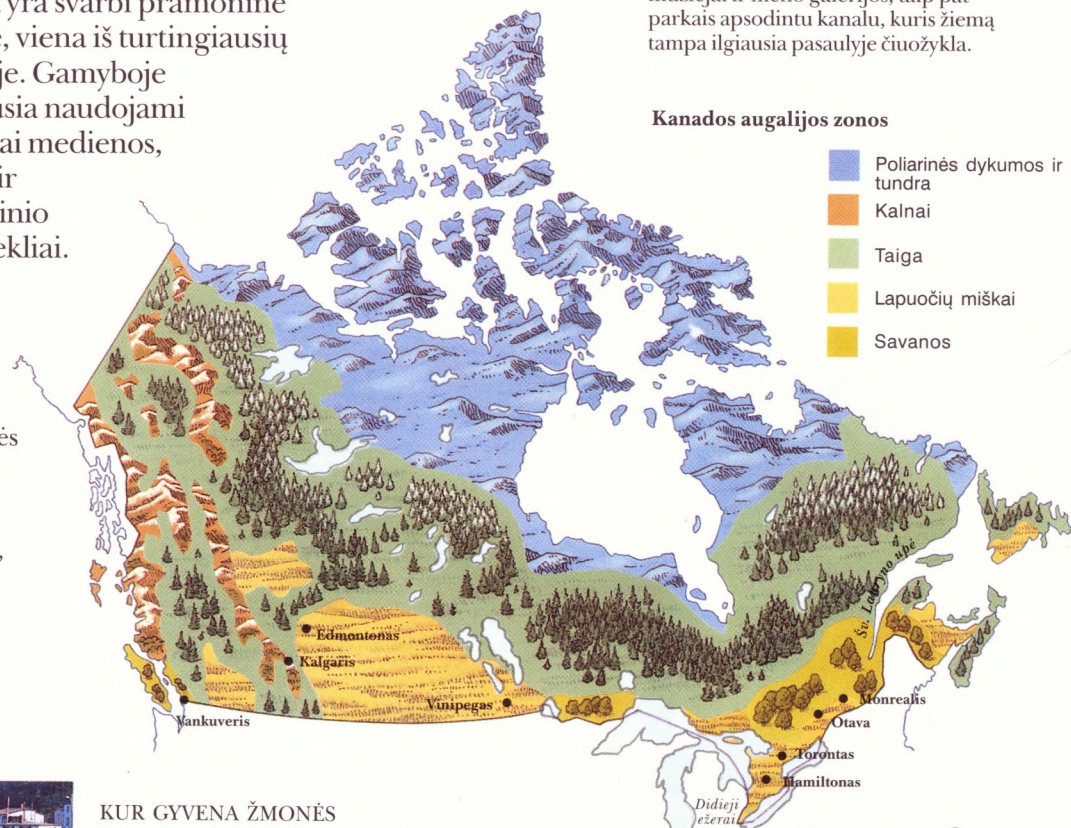 yra svarbi pramoninė
, viena iš turtingiausių
je. Gamyboje
usia naudojami
ai medienos,
ir
inio
ekliai.
parkais apsodintu kanalu, kuris žiemą
tampa ilgiausia pasaulyje čiuožykla.
Kanados augalijos zonos
Poliarinės dykumos ir
tundra
Kalnai
Taiga
Lapuočių miškai
Savanos
ės
Šv. Lauryno upė
Edmontonas
Kalgaris
Vinipegas
Vankuveris
Monrealis
Otava
Torontas
Hamiltonas
Didieji
ežerai
KUR GYVENA ŽMONĖS